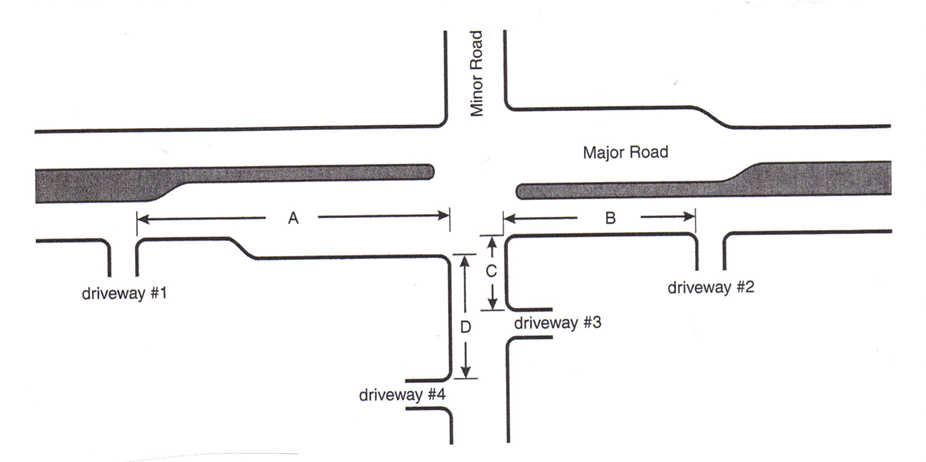 Minor Road
Major Road
A
B
C
driveway #1
driveway #2
driveway #3
D
driveway #4